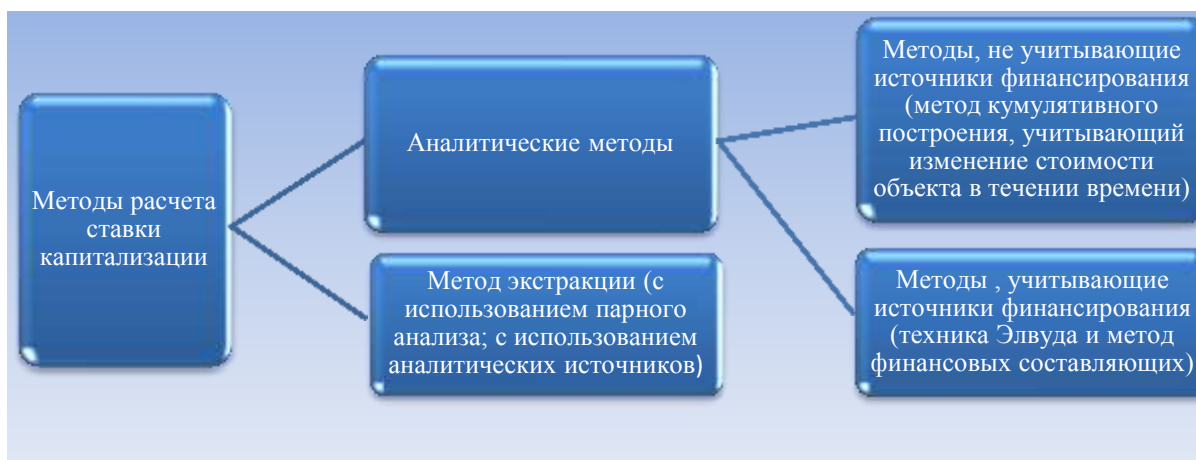 Методы расчета
ставки
капитализации
Аналитические методы
Метод экстракции (с
использованием парного
анализа; с использованием
аналитических источников)
Методы, не учитывающие
источники финансирования
(метод кумулятивного
построения, учитывающий
изменение стоимости
объекта в течении времени)
Методы , учитывающие
источники финансирования
(техника Элвуда и метод
финансовых составляющих)